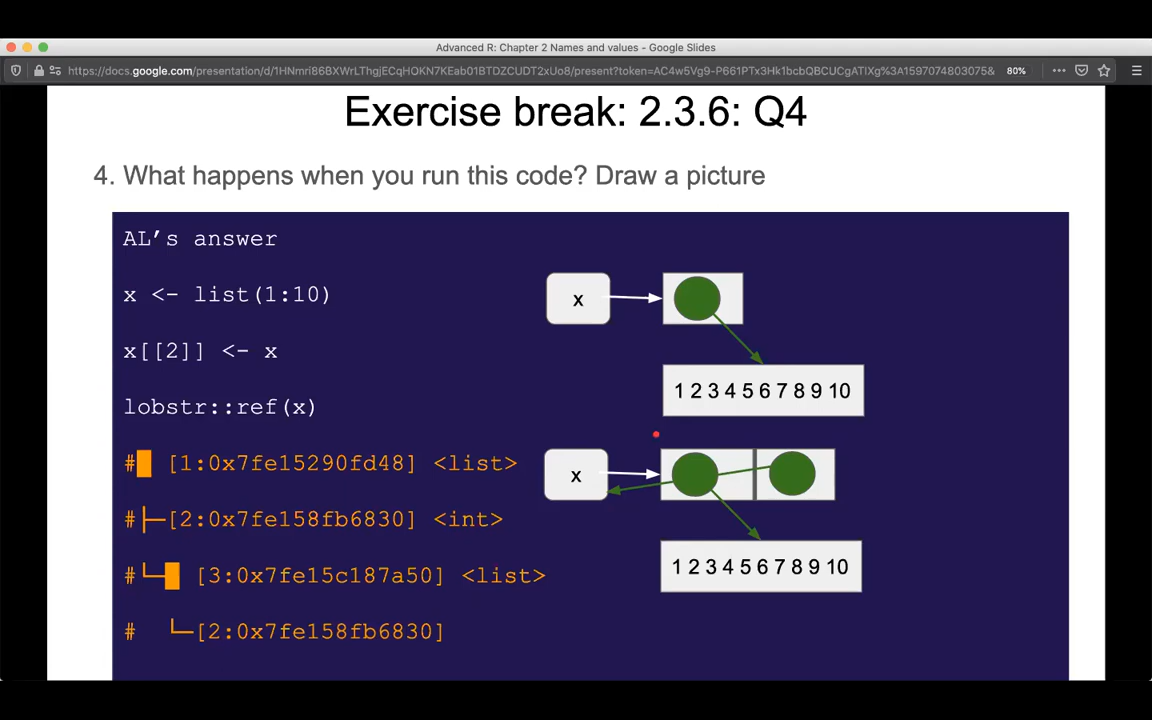 Advanced R: Chapter 2 Names and values - Google Slides
https://docs.google.com/presentation/d/1HNmri86BXWrLThgjECqHOKN7KEab01BTDZCUDT2xUo8/present?token=AC4w5Vg9-P661PTx3Hk1bcbQBCUCgATIXg%3A1597074803075&
80%
Exercise break: 2.3.6: Q4
4. What happens when you run this code? Draw a picture
AL’s answer
x <- list(1:10)
x[[2]] <- x
lobstr::ref(x)
#█ [1:0x7fe15290fd48] <list>
#├─[2:0x7fe158fb6830] <int>
#└─█ [3:0x7fe15c187a50] <list>
#  └─[2:0x7fe158fb6830]
x
1 2 3 4 5 6 7 8 9 10
x
1 2 3 4 5 6 7 8 9 10